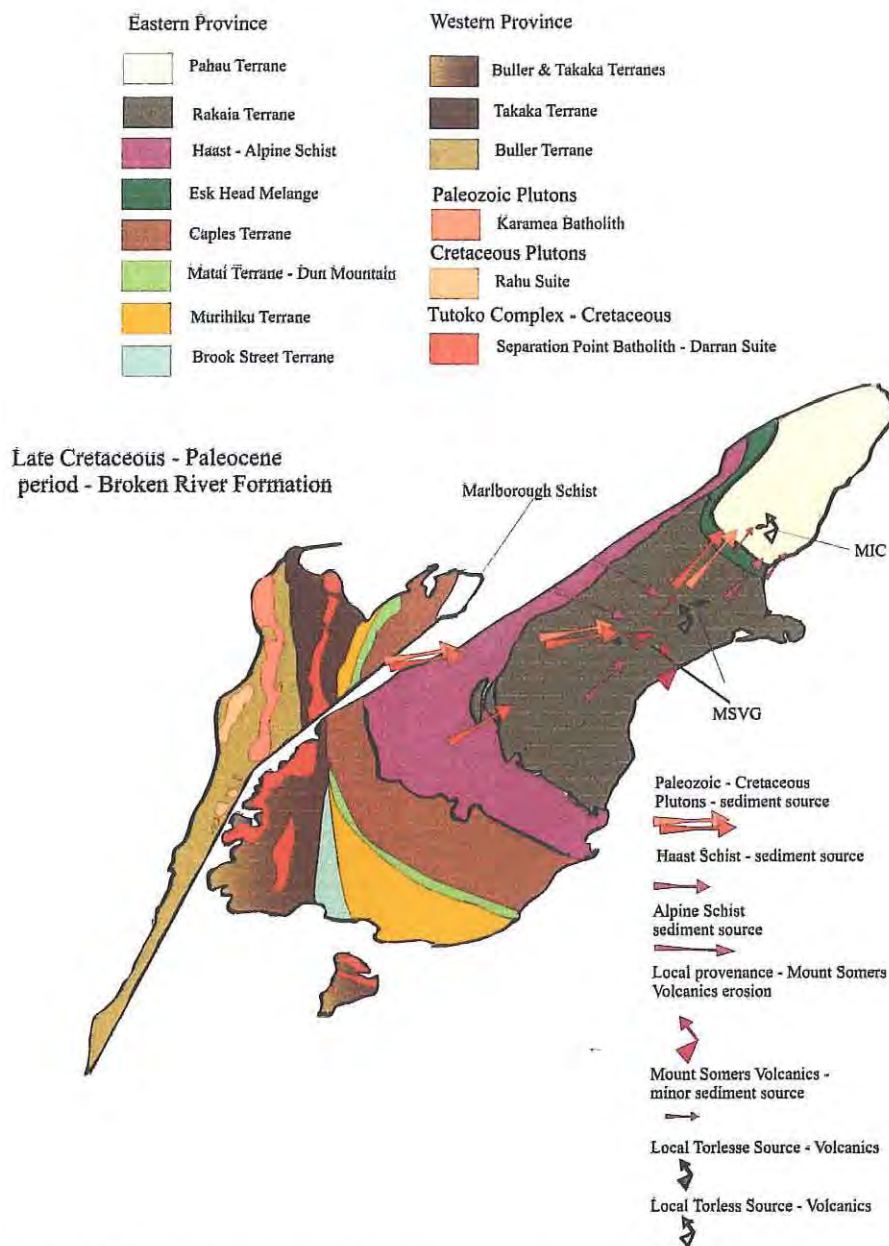 Eastern Province
Pahau Terrane
Rakaia Terrane
Haast - Alpine Schist
Esk Head Melange
Caples Terrane
Matai Terrane - Dun Mountain
Murihiku Terrane
Brook Street Terrane
Western Province
Buller & Takaka Terranes
Takaka Terrane
Buller Terrane
Paleozoic Plutons
Karamea Batholith
Cretaceous Plutons
Rahu Suite
Tutoko Complex - Cretaceous
Separation Point Batholith - Darran Suite
Late Cretaceous - Paleocene
period - Broken River Formation
Marlborough Schist
MIC
MSVG
Paleozoic - Cretaceous
Plutons - sediment source
Haast Schist - sediment source
Alpine Schist
sediment source
Local provenance - Mount Somers
Volcanics erosion
Mount Somers Volcanics -
minor sediment source
Local Torlesse Source - Volcanics
Local Torless Source - Volcanics